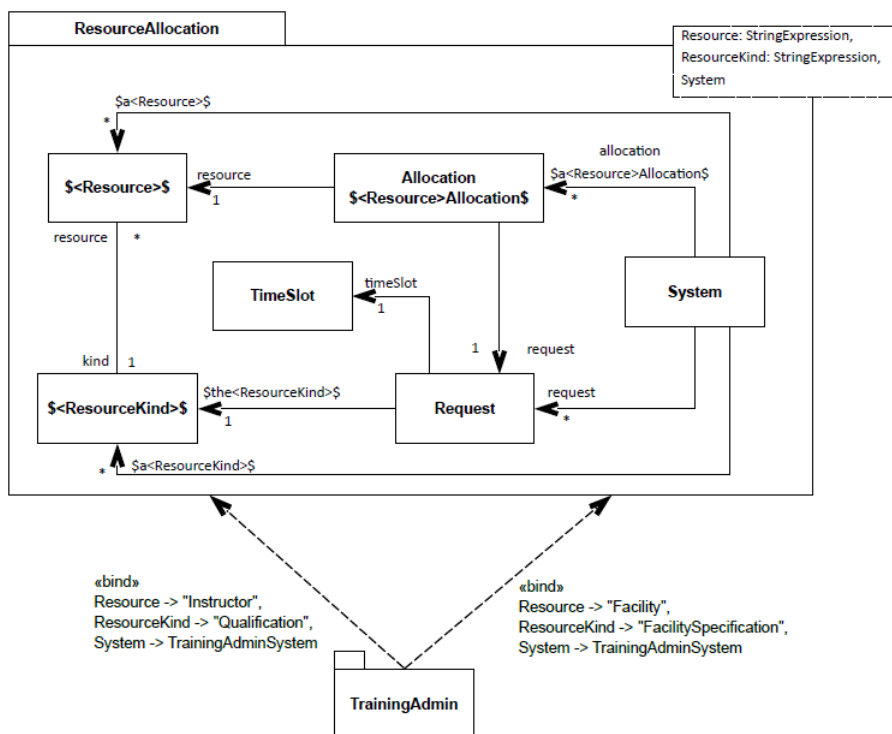 ResourceAllocation
Resource: StringExpression,
ResourceKind: StringExpression,
System
$a<Resource>$
*
allocation
$a<Resource>Allocation$
*
$<Resource>$
resource
1
Allocation
$<Resource>Allocation$
resource
*
TimeSlot
timeSlot
1
System
kind
1
1
request
$<ResourceKind>$
$the<ResourceKind>$
1
Request
request
*
*
$a<ResourceKind>$
«bind»
Resource -> "Instructor",
ResourceKind -> "Qualification",
System -> TrainingAdminSystem
«bind»
Resource -> "Facility",
ResourceKind -> "FacilitySpecification",
System -> TrainingAdminSystem
TrainingAdmin